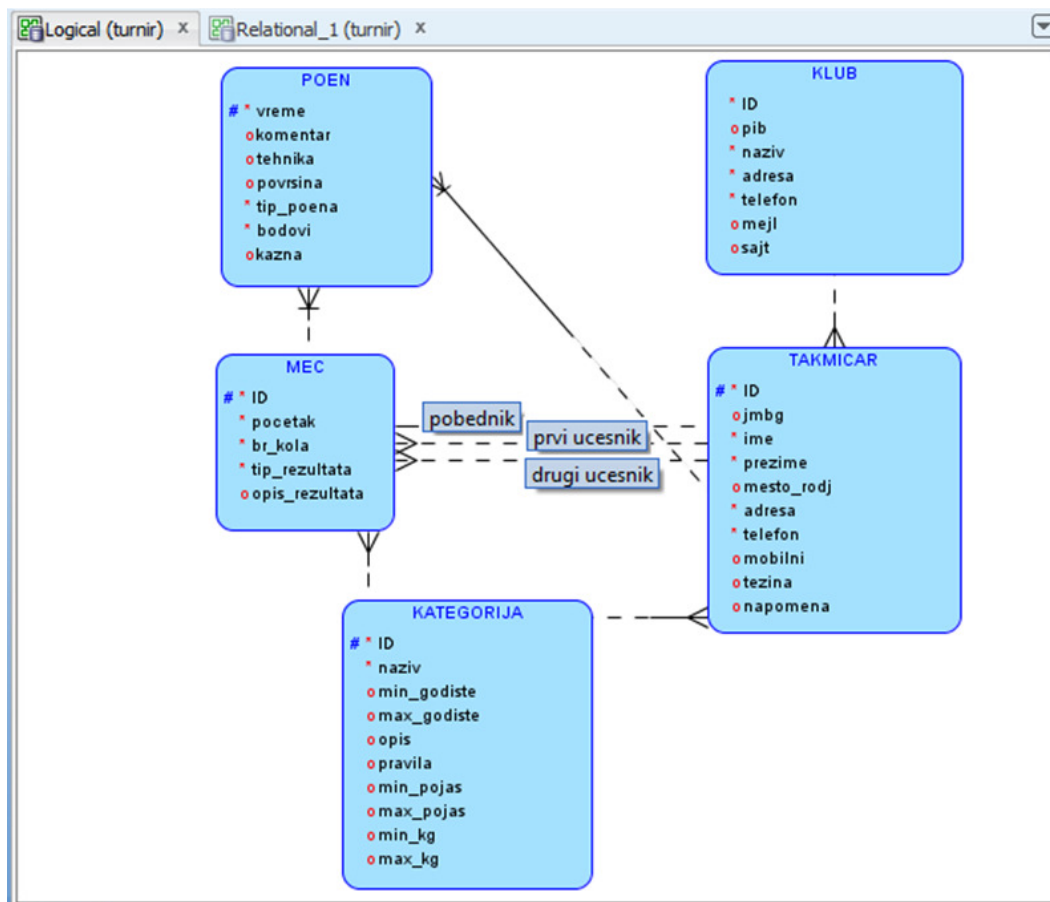 Logical (turnir) x Relational_1 (turnir) x
POEN
# * vreme
o komentar
o tehnika
o povrsina
* tip_poena
* bodovi
o kazna
KLUB
* ID
o pib
* naziv
* adresa
* telefon
o mejl
o sajt
MEC
# * ID
* pocetak
* br_kola
* tip_rezultata
o opis_rezultata
pobednik
prvi ucesnik
drugi ucesnik
TAKMICAR
# * ID
o jmbg
* ime
* prezime
o mesto_rodj
* adresa
* telefon
o mobilni
o tezina
o napomena
KATEGORIJA
# * ID
* naziv
o min_godiste
o max_godiste
o opis
o pravila
o min_pojas
o max_pojas
o min_kg
o max_kg